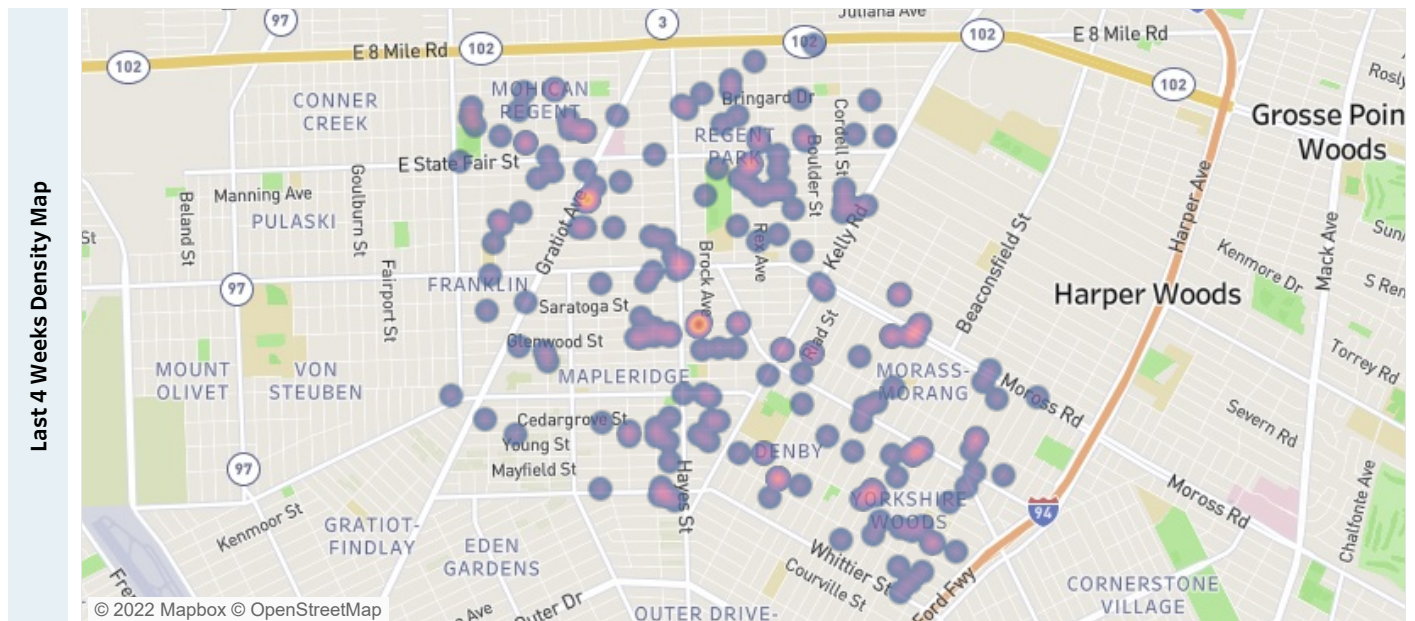 Last 4 Weeks Density Map
97
3
Juliana Ave
102
E 8 Mile Rd
102
102
102
E 8 Mile Rd
102
CONNER
CREEK
MOHICAN
REGENT
Bringard Dr
Cordell St
Boulder St
REGENT
PARK
Grosse Poin
Woods
E State Fair St
Goulburn St
Manning Ave
Beland St
PULASKI
St
Gratiot Ave
Kelly Rd
Rex Ave
Brock Ave
Beaconsfield St
Harper Ave
Mack Ave
Kenmore Dr
S Ren
Fairport St
97
FRANKLIN
Saratoga St
Harper Woods
Glenwood St
Riad St
Torrey Rd
MOUNT
OLIVET
VON
STEUBEN
MAPLERIDGE
MORASS-
MORANG
Moross Rd
Severn Rd
Cedargrove St
Young St
Mayfield St
DENBY
Hayes St
97
Kenmoor St
YORKSHIRE
WOODS
94
Moross Rd
Chalfonte Ave
GRATIOT-
FINDLAY
EDEN
GARDENS
Whittier St
Courville St
Ford Fwy
CORNERSTONE
VILLAGE
Outer Dr
OUTER DRIVE-
© 2022 Mapbox © OpenStreetMap